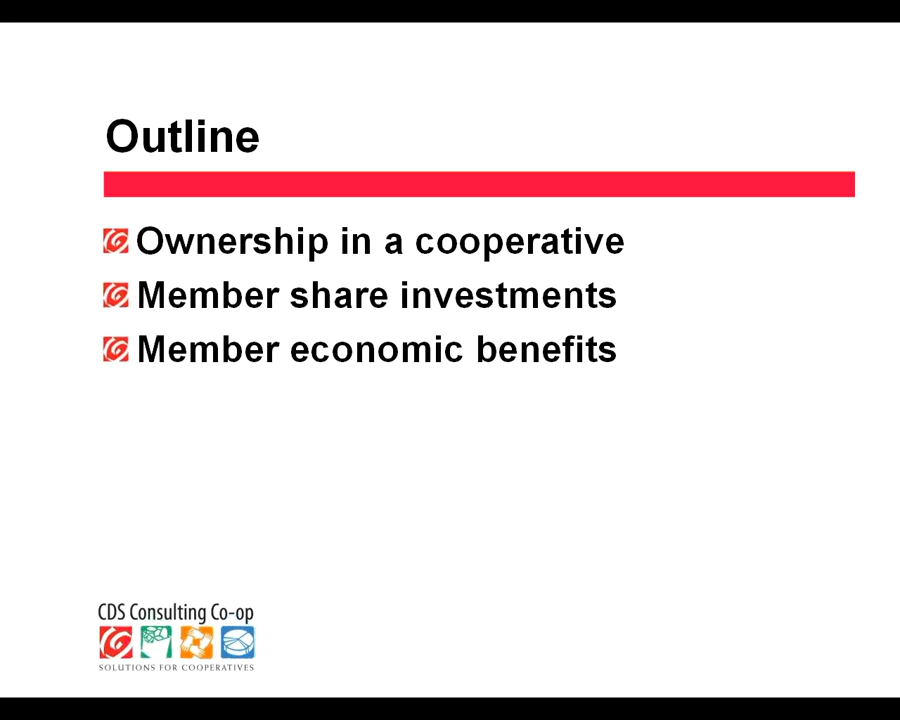 Outline
Ownership in a cooperative
Member share investments
Member economic benefits
CDS Consulting Co-op
SOLUTIONS FOR COOPERATIVES